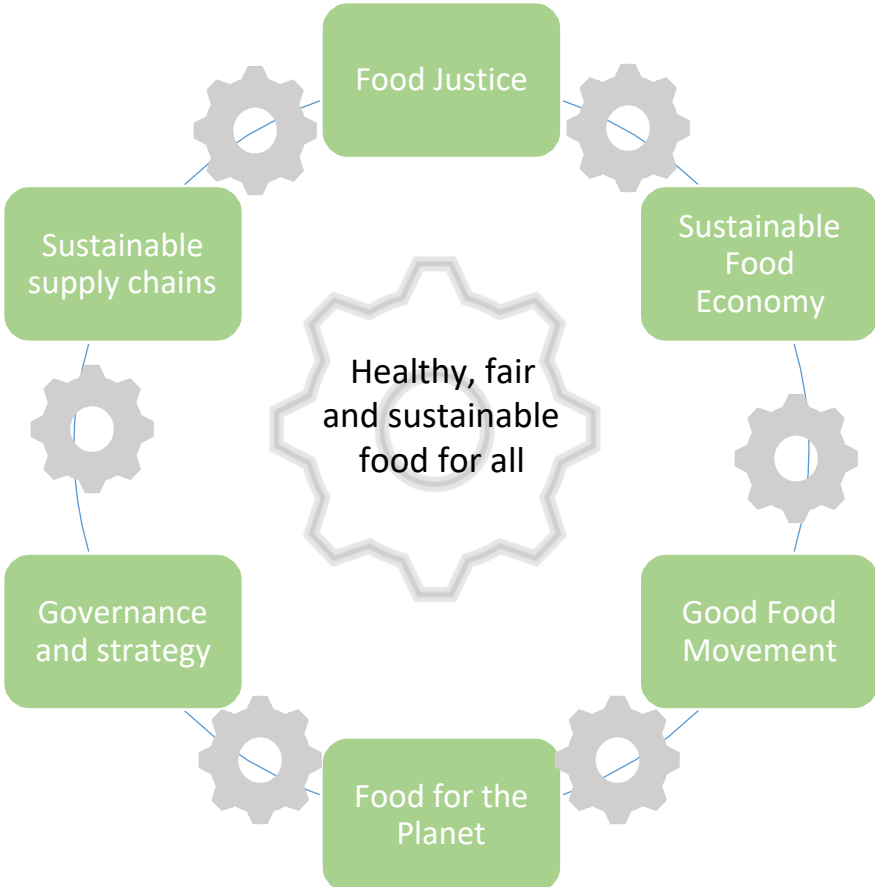 Food Justice
Sustainable
Food
Economy
Good Food
Movement
Food for the
Planet
Governance
and strategy
Sustainable
supply chains
Healthy, fair
and sustainable
food for all